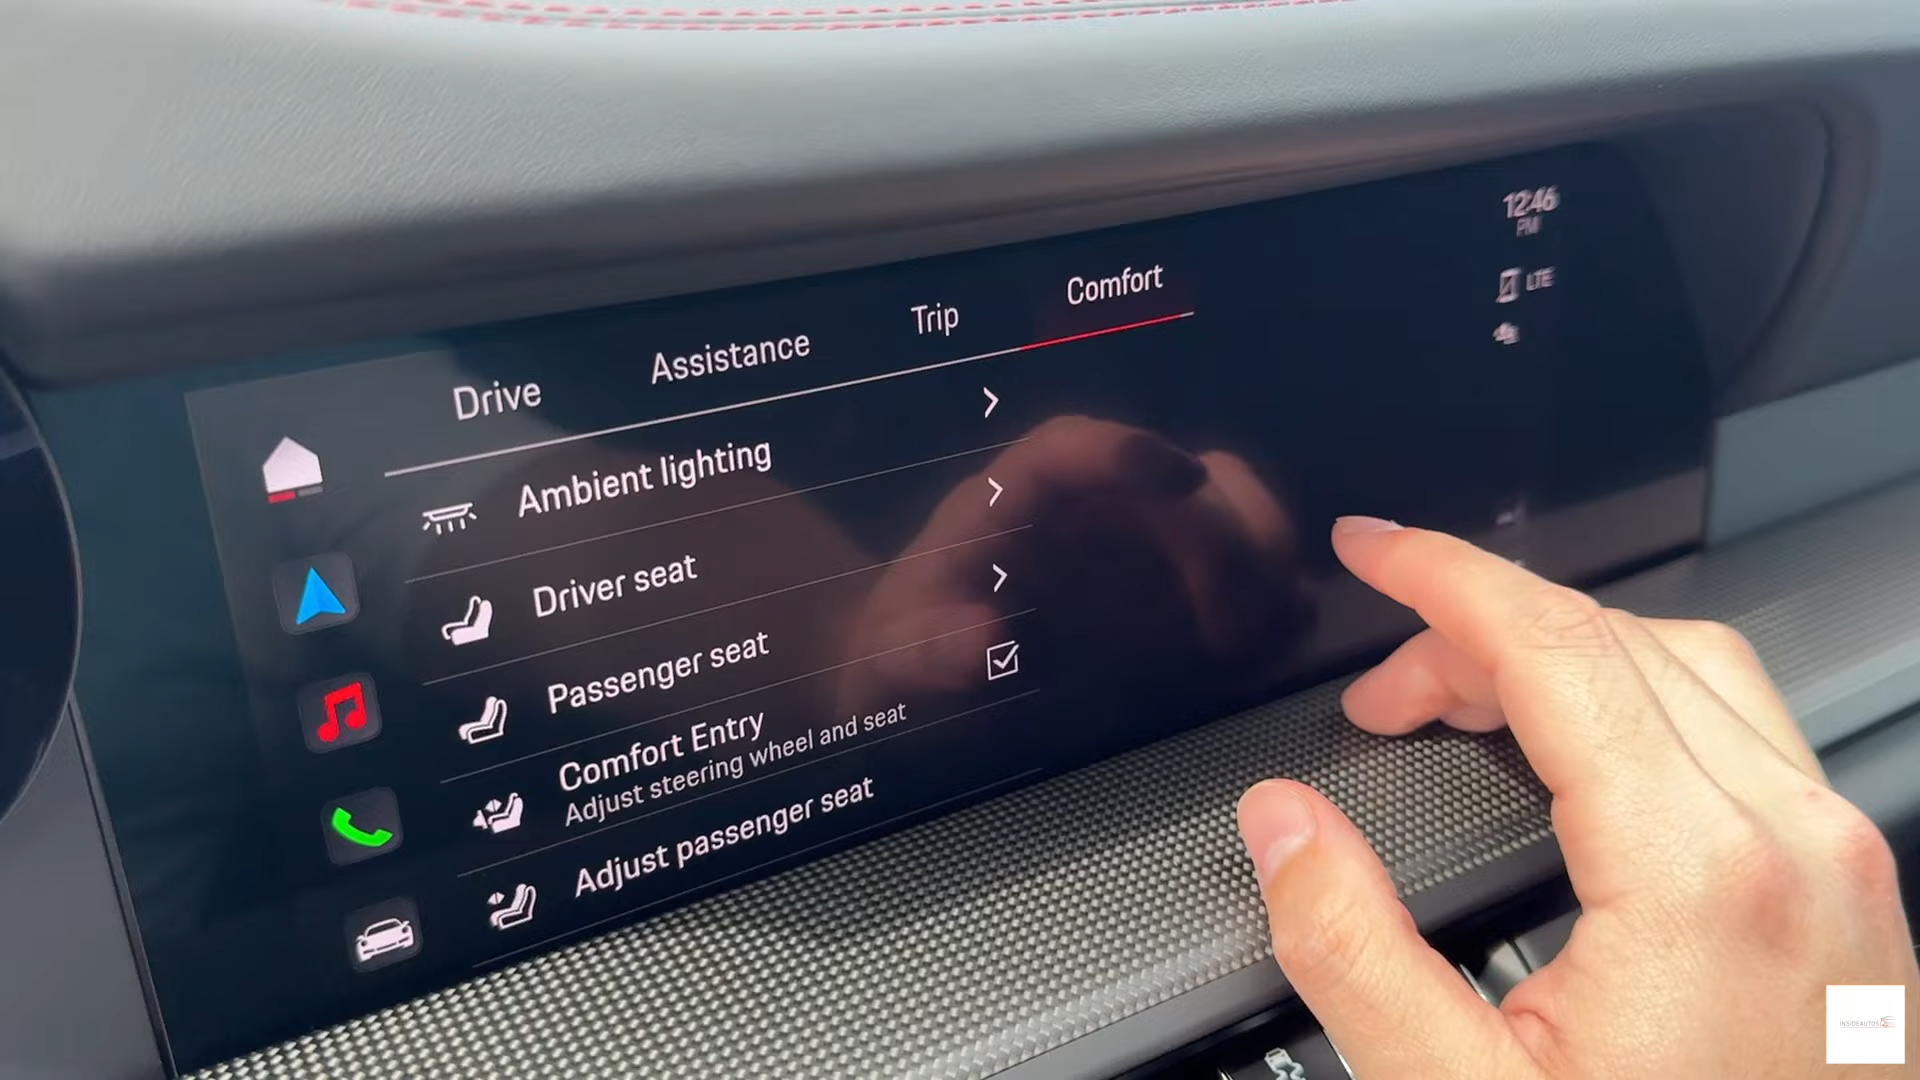 Drive
Assistance
Trip
Comfort
12:46
PM
LTE
Ambient lighting
Driver seat
Passenger seat
Comfort Entry
Adjust steering wheel and seat
Adjust passenger seat
INSIDEAUTOS